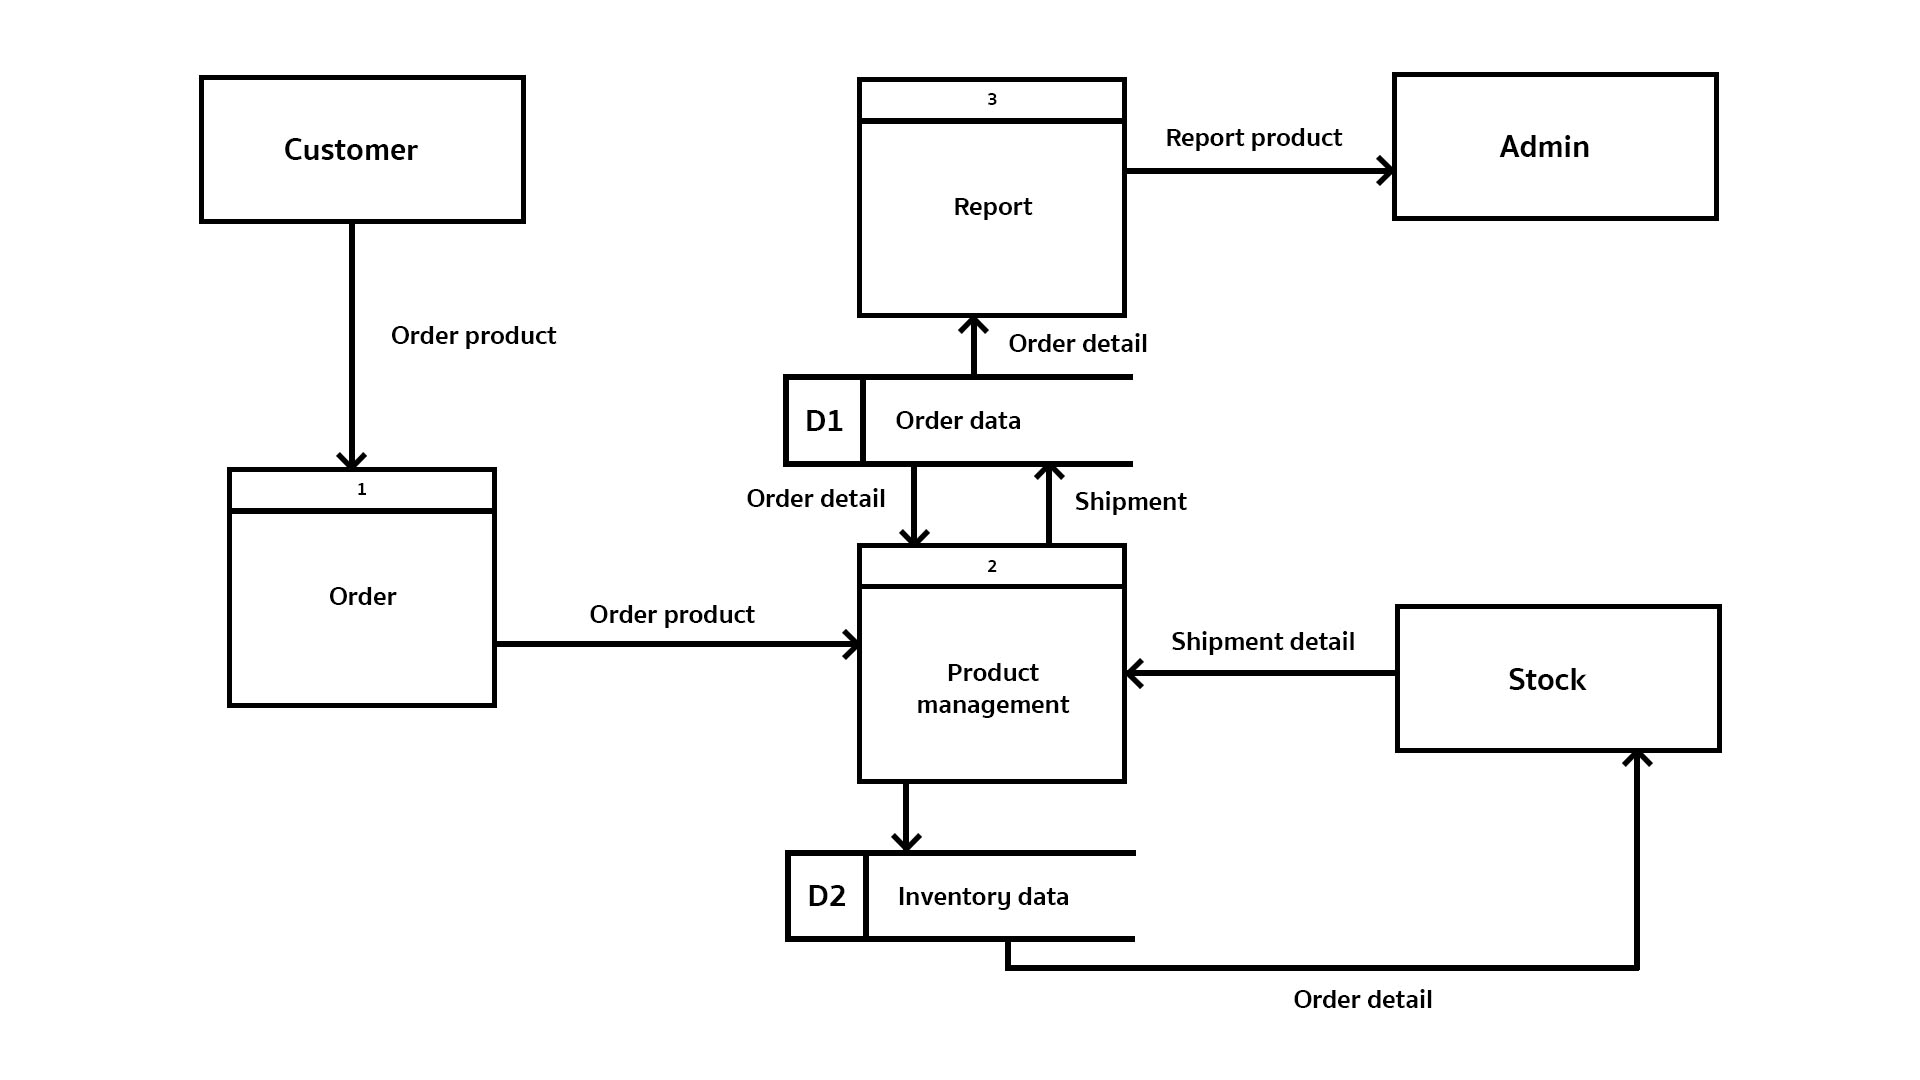 Customer
3
Report
Report product
Admin
Order product
Order detail
D1
Order data
Order detail
Shipment
1
Order
2
Product
management
Order product
Shipment detail
Stock
D2
Inventory data
Order detail